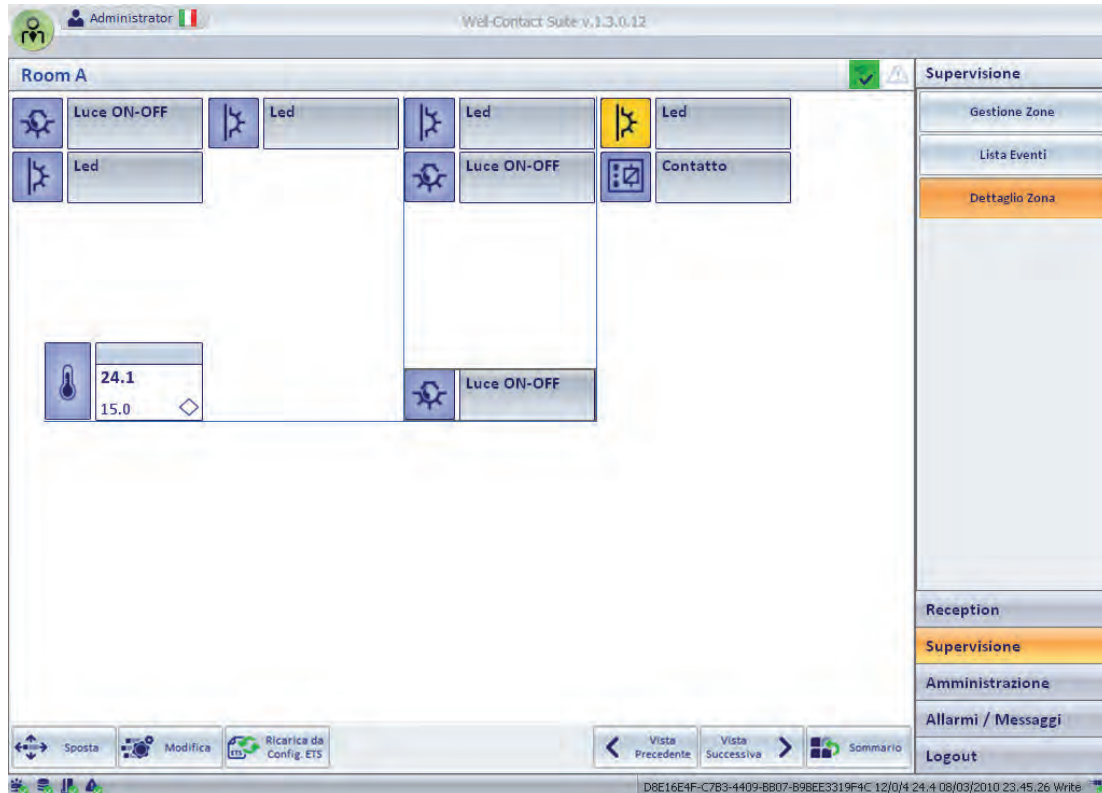 Administrator
Wel-Contact Suite v.1.3.0.12
Room A
Luce ON-OFF
Led
Led
Led
Led
Luce ON-OFF
Contatto
24.1
15.0
Luce ON-OFF
Supervisione
Gestione Zone
Lista Eventi
Dettaglio Zona
Reception
Supervisione
Amministrazione
Allarmi / Messaggi
Logout
Sposta
Modifica
ETS
Ricarica da
Config. ETS
Vista
Precedente
Vista
Successiva
Sommario
D8E16E4F-C7B3-4409-BB07-B9BEE3319F4C 12/0/4 24.4 08/03/2010 23.45.26 Write